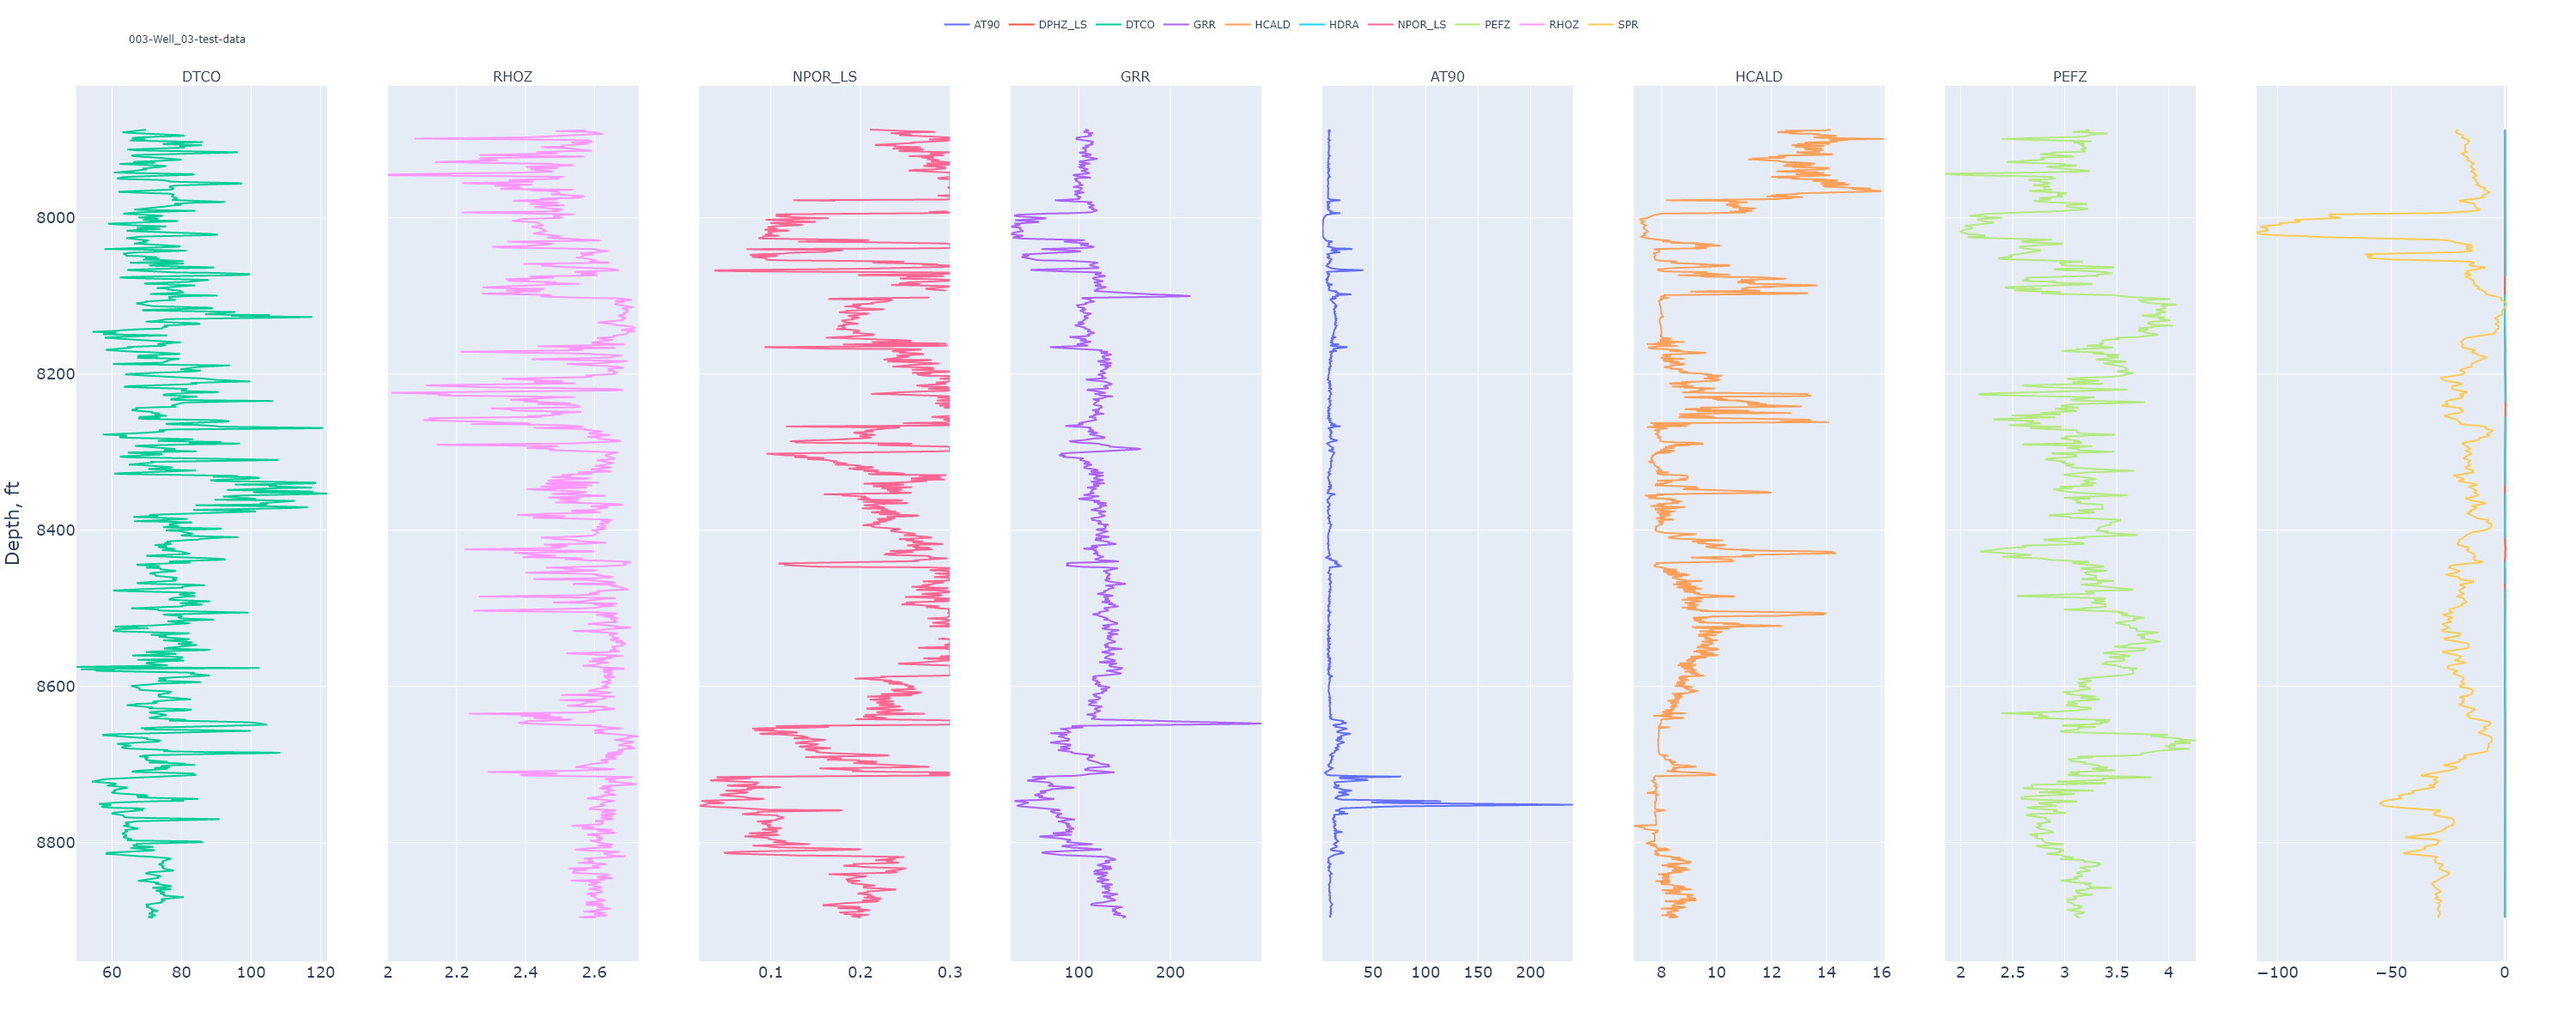 AT90 DPHZ_LS DTCO GRR HCALD HDRA NPOR_LS PEFZ RHOZ SPR
003-Well_03-test-data
DTCO RHOZ NPOR_LS GRR AT90 HCALD PEFZ
Depth, ft
8000
8200
8400
8600
8800
60 80 100 120 2 2.2 2.4 2.6 0.1 0.2 0.3 100 200 50 100 150 200 8 10 12 14 16 2 2.5 3 3.5 4 −100 −50 0